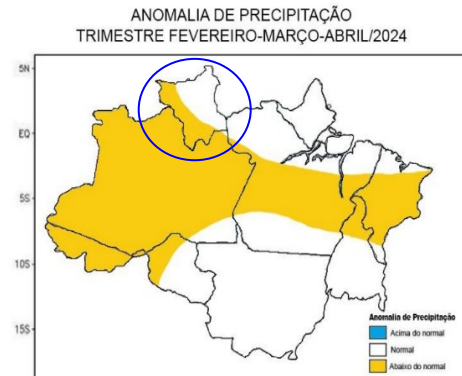 ANOMALIA DE PRECIPITAÇÃO
TRIMESTRE FEVEREIRO-MARÇO-ABRIL/2024
5N
EQ
5S
10S
15S
Anomalia de Precipitação
Acima do normal
Normal
Abaixo do normal